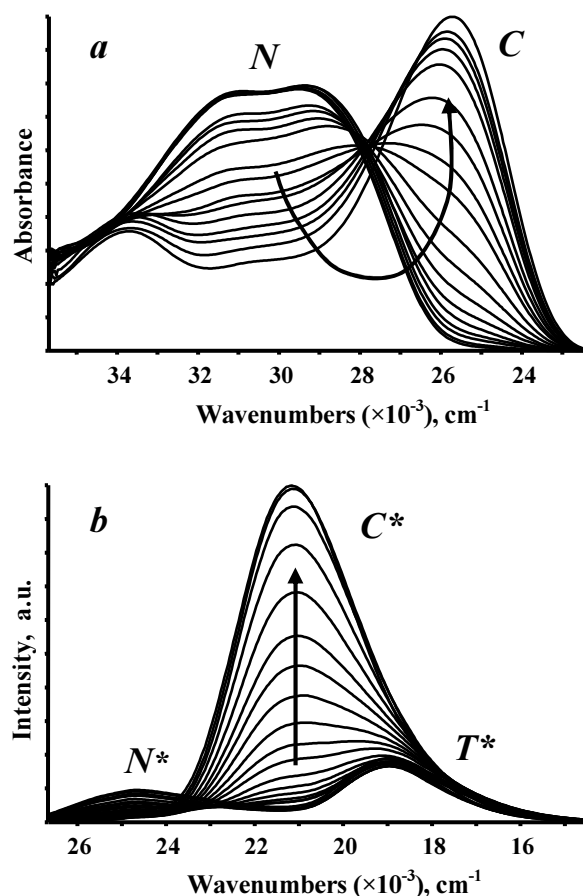 a
N
C
Absorbance
34 32 30 28 26 24
Wavenumbers (×10⁻³), cm⁻¹
b
C*
N*
T*
Intensity, a.u.
26 24 22 20 18 16
Wavenumbers (×10⁻³), cm⁻¹